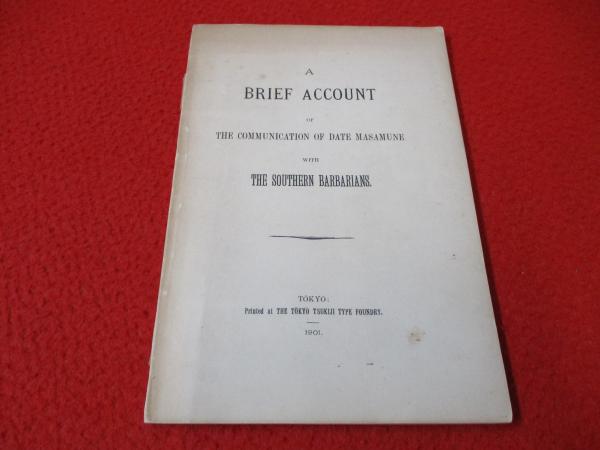 A
BRIEF ACCOUNT
OF
THE COMMUNICATION OF DATE MASAMUNE
WITH
THE SOUTHERN BARBARIANS.
TOKYO:
Printed at THE TŌKYŌ TSUKIJI TYPE FOUNDRY.
1901.